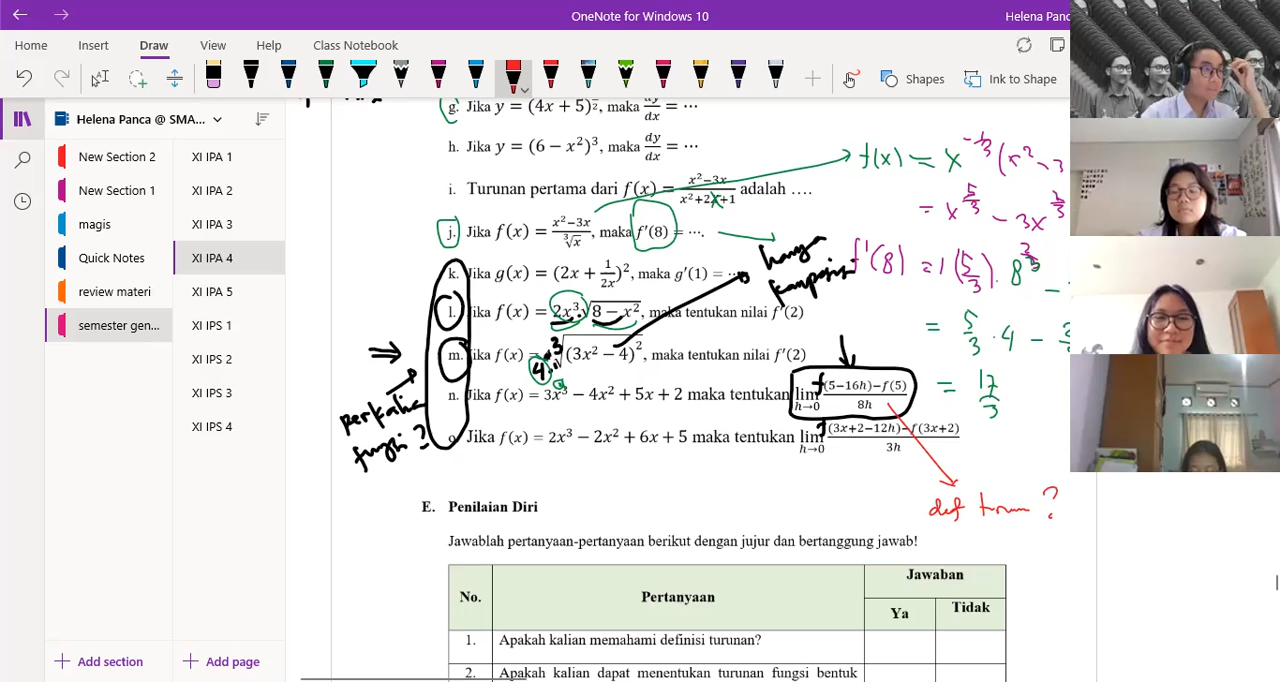 OneNote for Windows 10
Helena Panc
Home Insert Draw View Help Class Notebook
Shapes Ink to Shape
Helena Panca @ SMA...
New Section 2
New Section 1
magis
Quick Notes
review materi
semester gen...
XI IPA 1
XI IPA 2
XI IPA 3
XI IPA 4
XI IPA 5
XI IPS 1
XI IPS 2
XI IPS 3
XI IPS 4
Add section
Add page
g. Jika y = (4x + 5)^, maka dy/dx = ⋯
h. Jika y = (6 − x²)³, maka dy/dx = ⋯
i. Turunan pertama dari f(x) = (x²−3x)/(x²+2x+1) adalah ….
j. Jika f(x) = (x²−3x)/∛x, maka f'(8) = ⋯.
k. Jika g(x) = (2x + 1/2x)², maka g'(1) = ⋯
l. Jika f(x) = 2x³·√(8 − x²), maka tentukan nilai f'(2)
m. Jika f(x) = 4·∛(3x² − 4)², maka tentukan nilai f'(2)
n. Jika f(x) = 3x³ − 4x² + 5x + 2 maka tentukan lim h→0 (f(5−16h)−f(5))/8h
o. Jika f(x) = 2x³ − 2x² + 6x + 5 maka tentukan lim h→0 (f(3x+2−12h)−f(3x+2))/3h
f(x) = x^-1/3 (x² − 3
= x^5/3 − 3x^2/3
f'(8) = 1(5/3) · 8^2/3 −
= 5/3 · 4 −
= 17/3
perkalian
fungsi ?
def turun ?
E. Penilaian Diri
Jawablah pertanyaan-pertanyaan berikut dengan jujur dan bertanggung jawab!
No. Pertanyaan Jawaban
Ya Tidak
1. Apakah kalian memahami definisi turunan?
2. Apakah kalian dapat menentukan turunan fungsi bentuk